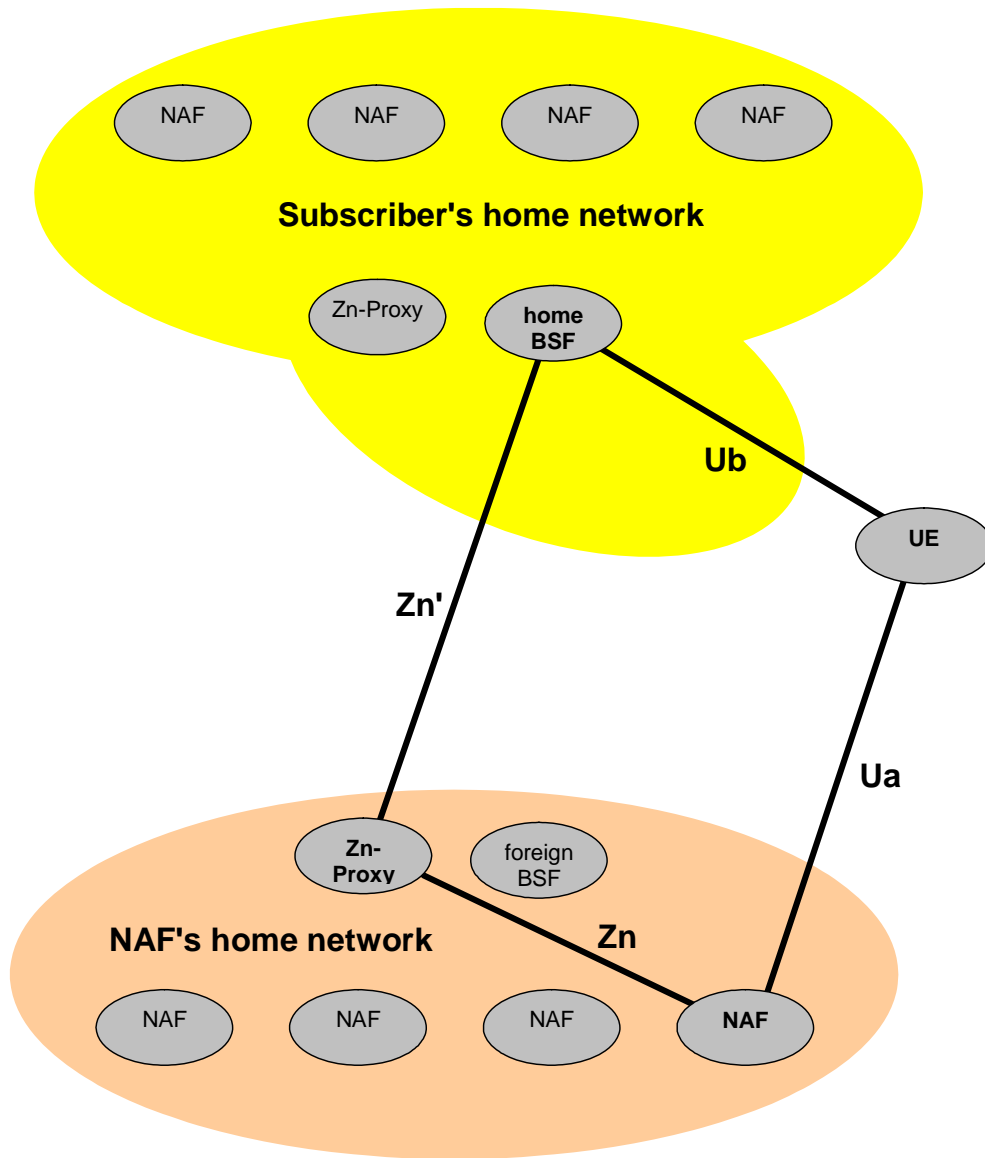 NAF
NAF
NAF
NAF
Subscriber's home network
Zn-Proxy
home
BSF
Ub
UE
Zn'
Ua
Zn-
Proxy
foreign
BSF
NAF's home network
Zn
NAF
NAF
NAF
NAF